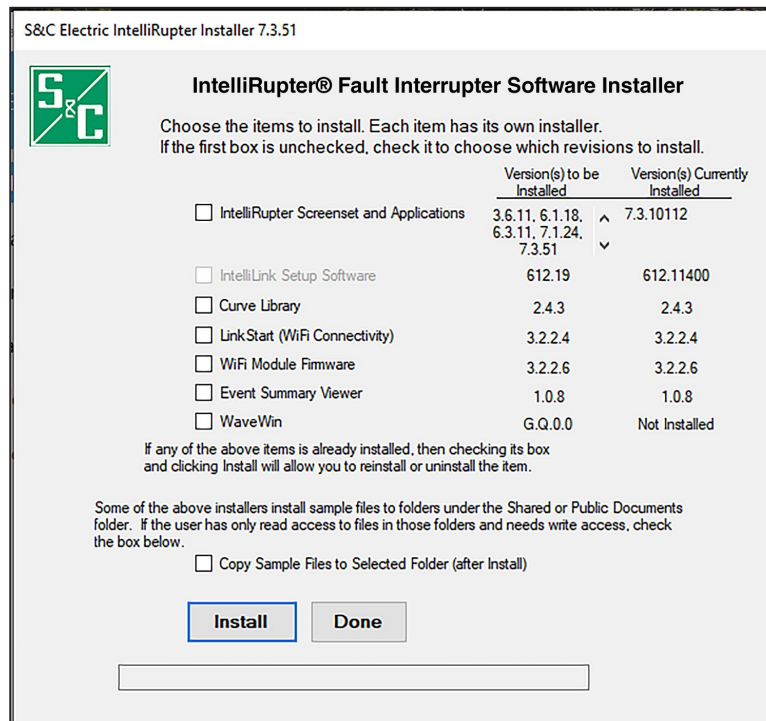 S&C Electric IntelliRupter Installer 7.3.51
S&C
IntelliRupter® Fault Interrupter Software Installer
Choose the items to install. Each item has its own installer.
If the first box is unchecked, check it to choose which revisions to install.
Version(s) to be Installed
Version(s) Currently Installed
IntelliRupter Screenset and Applications 3.6.11, 6.1.18, 7.3.10112
6.3.11, 7.1.24,
7.3.51
IntelliLink Setup Software 612.19 612.11400
Curve Library 2.4.3 2.4.3
LinkStart (WiFi Connectivity) 3.2.2.4 3.2.2.4
WiFi Module Firmware 3.2.2.6 3.2.2.6
Event Summary Viewer 1.0.8 1.0.8
WaveWin G.Q.0.0 Not Installed
If any of the above items is already installed, then checking its box
and clicking Install will allow you to reinstall or uninstall the item.
Some of the above installers install sample files to folders under the Shared or Public Documents
folder. If the user has only read access to files in those folders and needs write access, check
the box below.
Copy Sample Files to Selected Folder (after Install)
Install Done